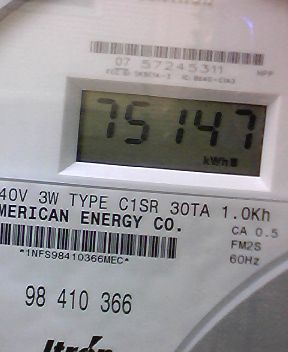 07 57245311
75147
kWh
40V 3W TYPE C1SR 30TA 1.0Kh
MERICAN ENERGY CO.
CA 0.5
FM2S
60Hz
*1NFS98410366MEC*
98 410 366
Itron